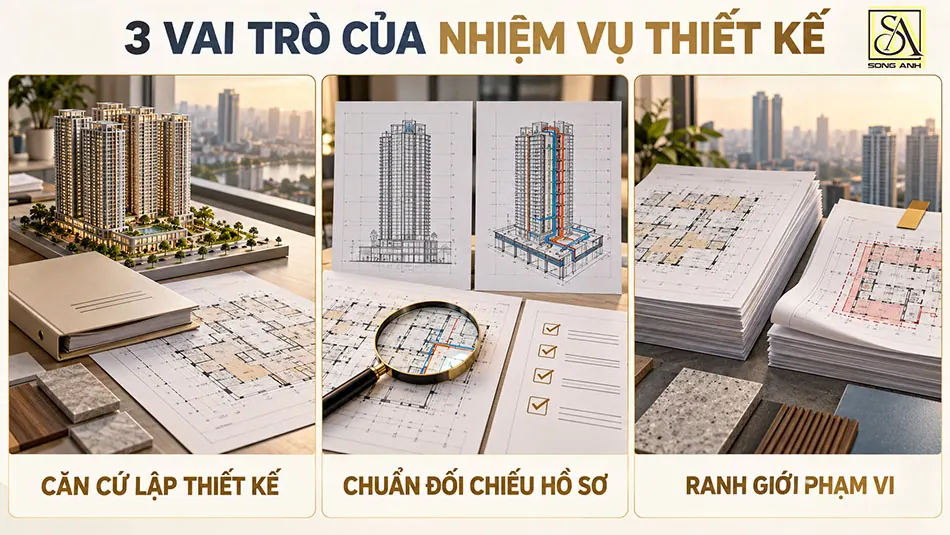 3 VAI TRÒ CỦA NHIỆM VỤ THIẾT KẾ
SA
SONG ANH
CĂN CỨ LẬP THIẾT KẾ
CHUẨN ĐỐI CHIẾU HỒ SƠ
RANH GIỚI PHẠM VI